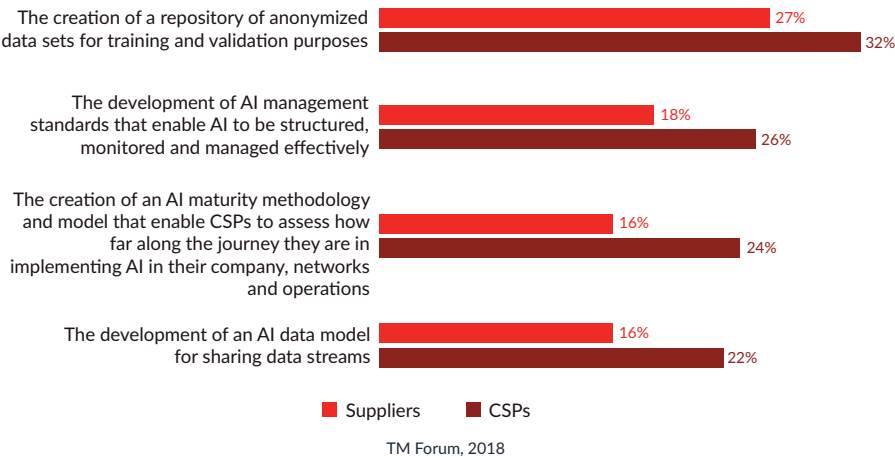 The creation of a repository of anonymized
data sets for training and validation purposes
27%
32%
The development of AI management
standards that enable AI to be structured,
monitored and managed effectively
18%
26%
The creation of an AI maturity methodology
and model that enable CSPs to assess how
far along the journey they are in
implementing AI in their company, networks
and operations
16%
24%
The development of an AI data model
for sharing data streams
16%
22%
Suppliers CSPs
TM Forum, 2018